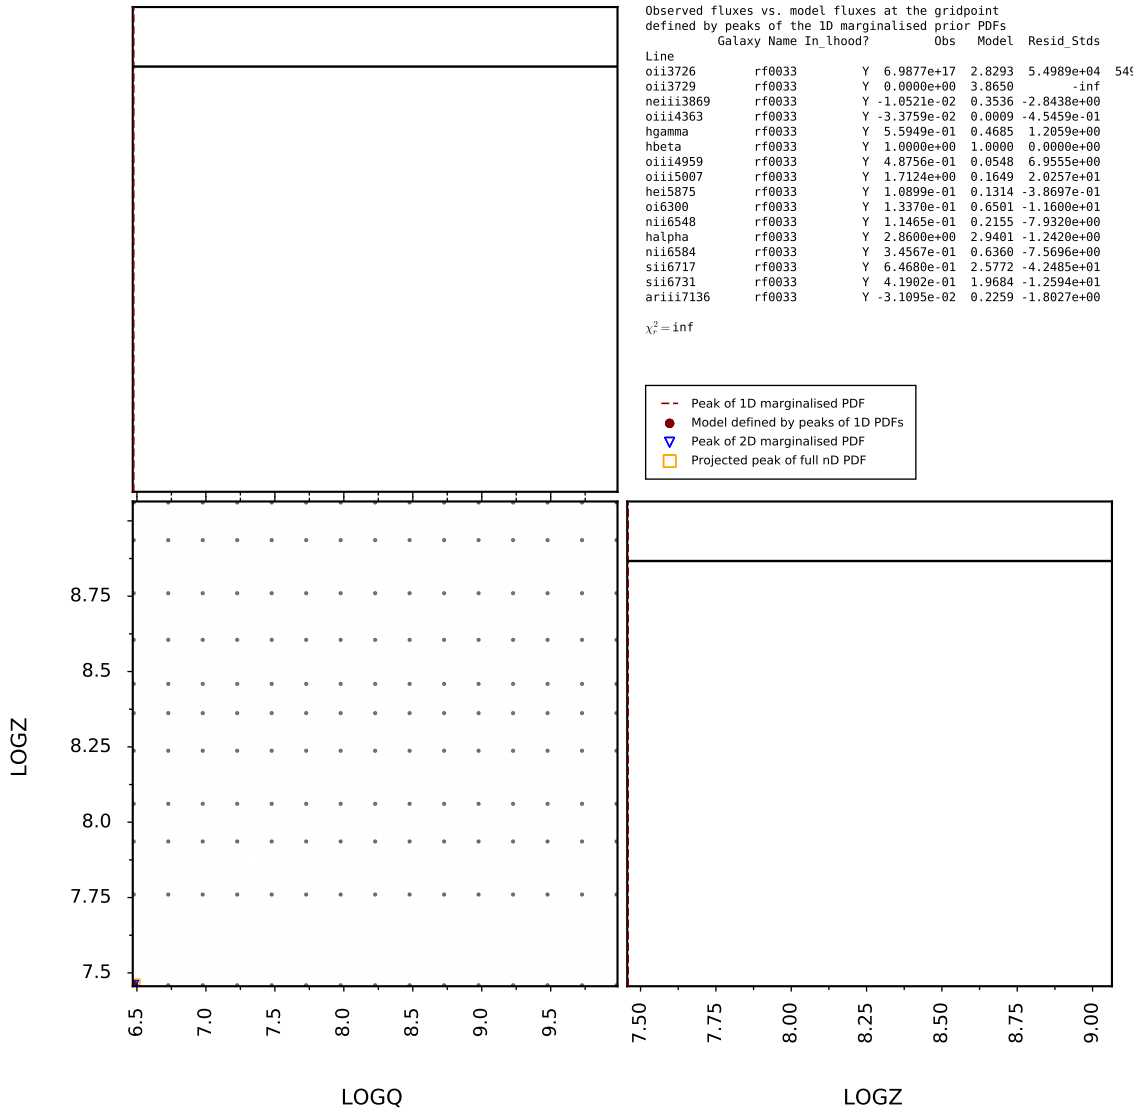 Observed fluxes vs. model fluxes at the gridpoint
defined by peaks of the 1D marginalised prior PDFs
Galaxy Name In_lhood? Obs Model Resid_Stds
Line
oii3726 rf0033 Y 6.9877e+17 2.8293 5.4989e+04 549
oii3729 rf0033 Y 0.0000e+00 3.8650 -inf
neiii3869 rf0033 Y -1.0521e-02 0.3536 -2.8438e+00
oiii4363 rf0033 Y -3.3759e-02 0.0009 -4.5459e-01
hgamma rf0033 Y 5.5949e-01 0.4685 1.2059e+00
hbeta rf0033 Y 1.0000e+00 1.0000 0.0000e+00
oiii4959 rf0033 Y 4.8756e-01 0.0548 6.9555e+00
oiii5007 rf0033 Y 1.7124e+00 0.1649 2.0257e+01
hei5875 rf0033 Y 1.0899e-01 0.1314 -3.8697e-01
oi6300 rf0033 Y 1.3370e-01 0.6501 -1.1600e+01
nii6548 rf0033 Y 1.1465e-01 0.2155 -7.9320e+00
halpha rf0033 Y 2.8600e+00 2.9401 -1.2420e+00
nii6584 rf0033 Y 3.4567e-01 0.6360 -7.5696e+00
sii6717 rf0033 Y 6.4680e-01 2.5772 -4.2485e+01
sii6731 rf0033 Y 4.1902e-01 1.9684 -1.2594e+01
ariii7136 rf0033 Y -3.1095e-02 0.2259 -1.8027e+00
χ²ᵣ = inf
Peak of 1D marginalised PDF
Model defined by peaks of 1D PDFs
Peak of 2D marginalised PDF
Projected peak of full nD PDF
8.75
8.5
8.25
8.0
7.75
7.5
LOGZ
6.5 7.0 7.5 8.0 8.5 9.0 9.5
LOGQ
7.50 7.75 8.00 8.25 8.50 8.75 9.00
LOGZ